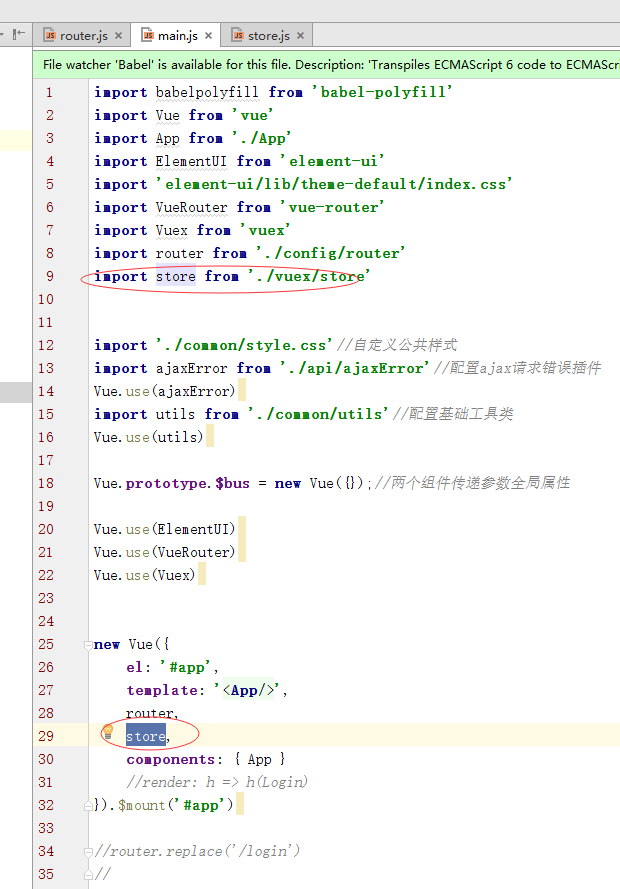 router.js × main.js × store.js ×
File watcher 'Babel' is available for this file. Description: 'Transpiles ECMAScript 6 code to ECMAScri
1 import babelpolyfill from 'babel-polyfill'
2 import Vue from 'vue'
3 import App from './App'
4 import ElementUI from 'element-ui'
5 import 'element-ui/lib/theme-default/index.css'
6 import VueRouter from 'vue-router'
7 import Vuex from 'vuex'
8 import router from './config/router'
9 import store from './vuex/store'
10
11
12 import './common/style.css'//自定义公共样式
13 import ajaxError from './api/ajaxError'//配置ajax请求错误插件
14 Vue.use(ajaxError)
15 import utils from './common/utils'//配置基础工具类
16 Vue.use(utils)
17
18 Vue.prototype.$bus = new Vue({});//两个组件传递参数全局属性
19
20 Vue.use(ElementUI)
21 Vue.use(VueRouter)
22 Vue.use(Vuex)
23
24
25 new Vue({
26 el: '#app',
27 template: '<App/>',
28 router,
29 store,
30 components: { App }
31 //render: h => h(Login)
32 }).$mount('#app')
33
34 //router.replace('/login')
35 //